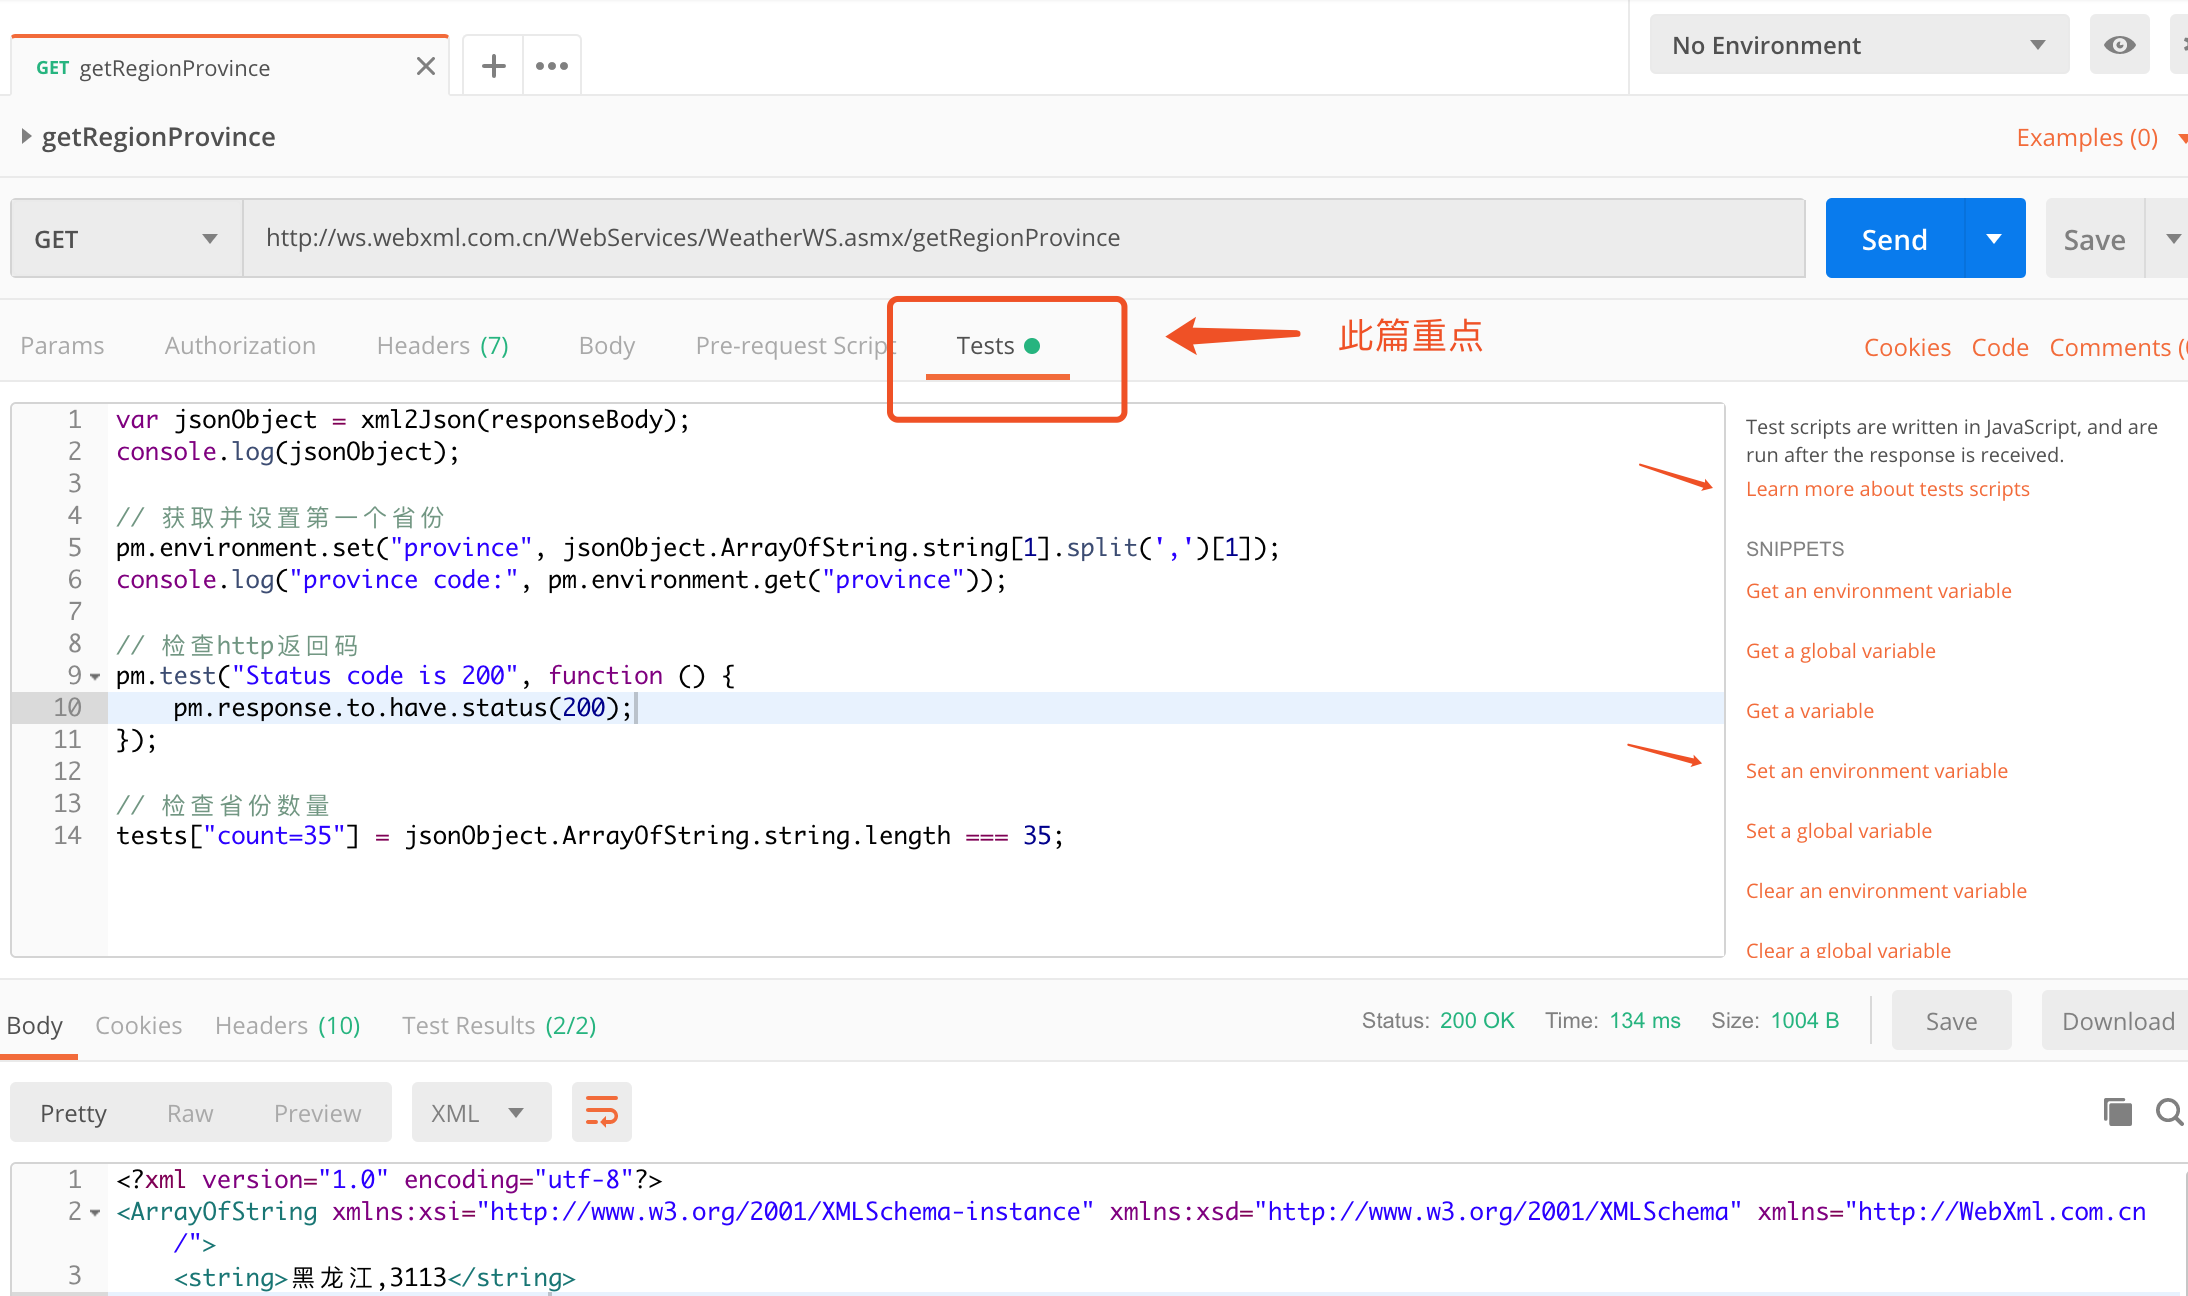 GET getRegionProvince
No Environment
getRegionProvince
Examples (0)
GET
http://ws.webxml.com.cn/WebServices/WeatherWS.asmx/getRegionProvince
Send
Save
Params Authorization Headers (7) Body Pre-request Script Tests
此篇重点
Cookies Code Comments (
1 var jsonObject = xml2Json(responseBody);
2 console.log(jsonObject);
3
4 // 获取并设置第一个省份
5 pm.environment.set("province", jsonObject.ArrayOfString.string[1].split(',')[1]);
6 console.log("province code:", pm.environment.get("province"));
7
8 // 检查http返回码
9 pm.test("Status code is 200", function () {
10 pm.response.to.have.status(200);
11 });
12
13 // 检查省份数量
14 tests["count=35"] = jsonObject.ArrayOfString.string.length === 35;
Test scripts are written in JavaScript, and are
run after the response is received.
Learn more about tests scripts
SNIPPETS
Get an environment variable
Get a global variable
Get a variable
Set an environment variable
Set a global variable
Clear an environment variable
Clear a global variable
Body Cookies Headers (10) Test Results (2/2)
Status: 200 OK Time: 134 ms Size: 1004 B
Save
Download
Pretty Raw Preview XML
1 <?xml version="1.0" encoding="utf-8"?>
2 <ArrayOfString xmlns:xsi="http://www.w3.org/2001/XMLSchema-instance" xmlns:xsd="http://www.w3.org/2001/XMLSchema" xmlns="http://WebXml.com.cn
/">
3 <string>黑龙江,3113</string>